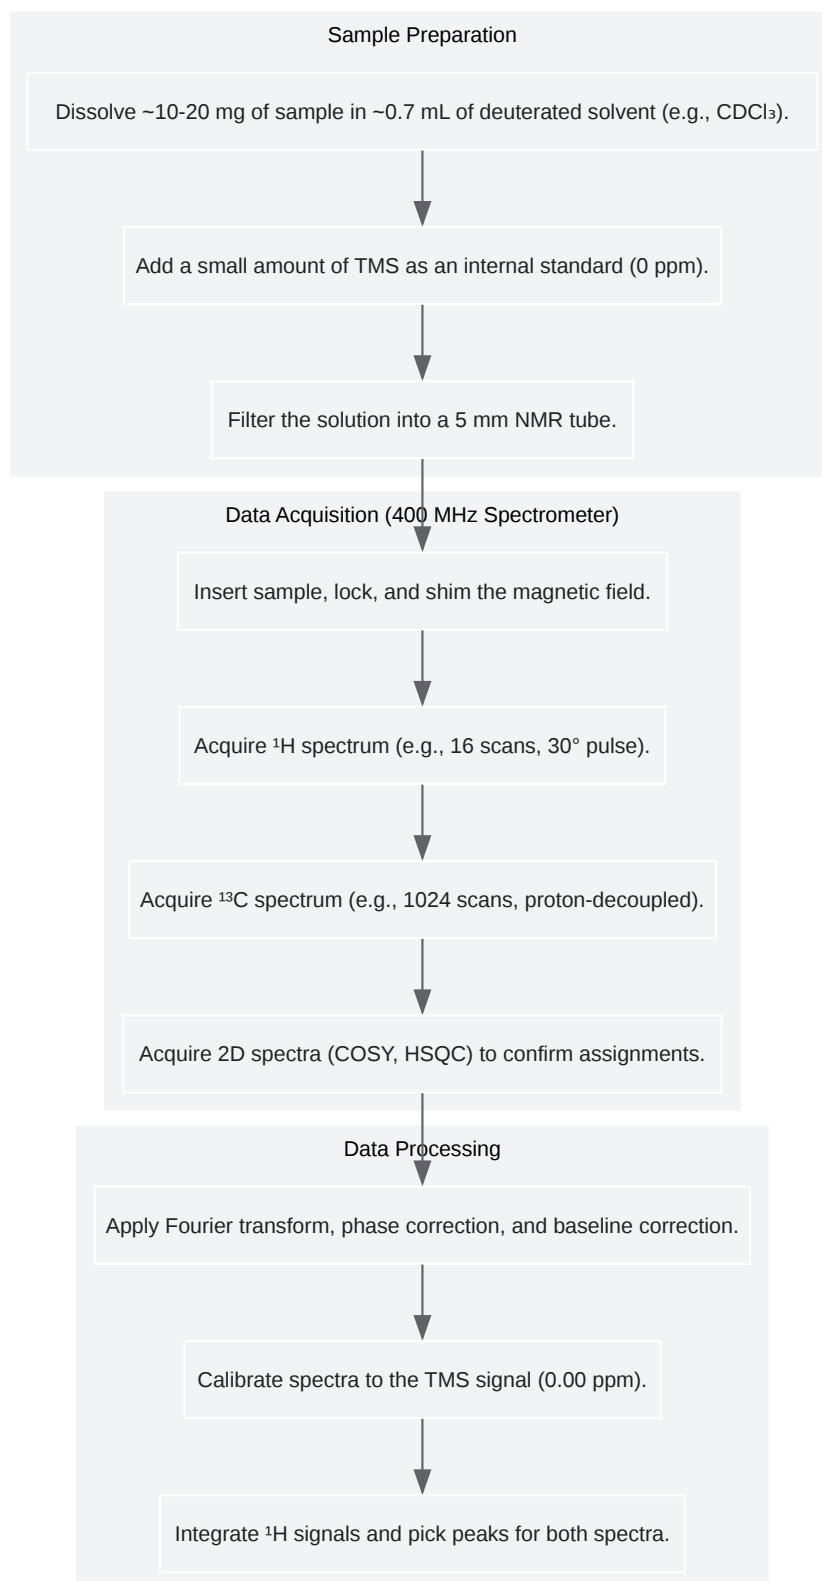 Sample Preparation
Dissolve ~10-20 mg of sample in ~0.7 mL of deuterated solvent (e.g., CDCl₃).
Add a small amount of TMS as an internal standard (0 ppm).
Filter the solution into a 5 mm NMR tube.
Data Acquisition (400 MHz Spectrometer)
Insert sample, lock, and shim the magnetic field.
Acquire ¹H spectrum (e.g., 16 scans, 30° pulse).
Acquire ¹³C spectrum (e.g., 1024 scans, proton-decoupled).
Acquire 2D spectra (COSY, HSQC) to confirm assignments.
Data Processing
Apply Fourier transform, phase correction, and baseline correction.
Calibrate spectra to the TMS signal (0.00 ppm).
Integrate ¹H signals and pick peaks for both spectra.